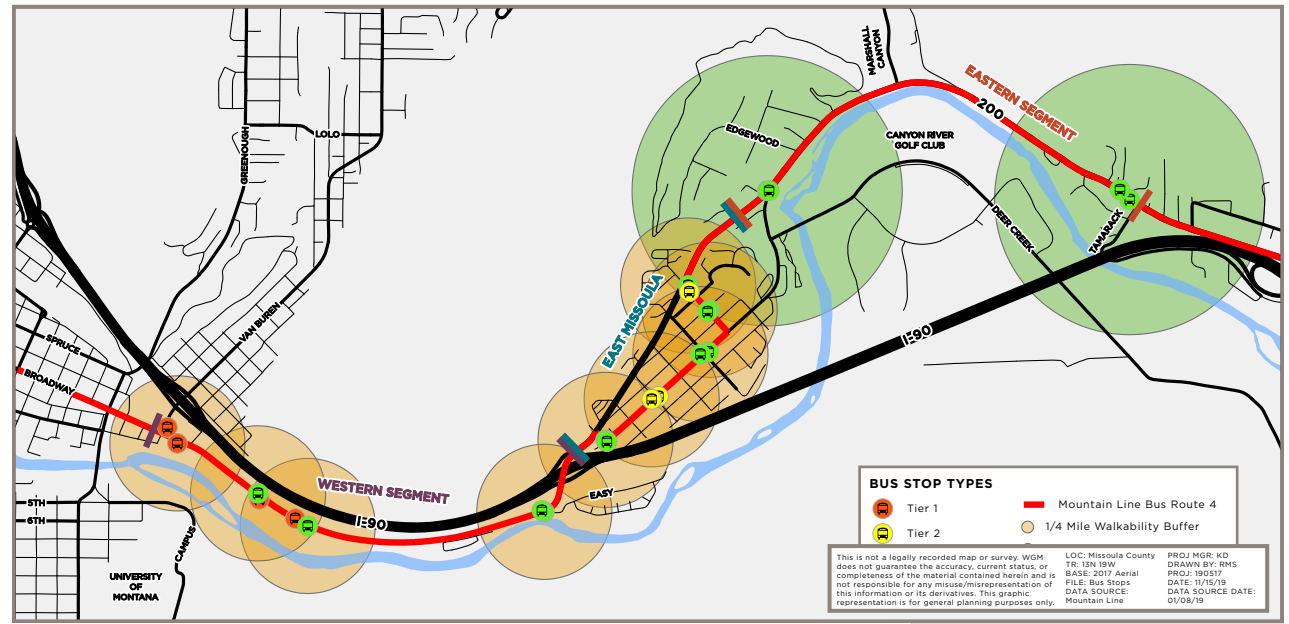 MARSHALL
CANYON
EASTERN SEGMENT
200
EDGEWOOD
CANYON RIVER
GOLF CLUB
LOLO
GREENOUGH
DEER CREEK
TAMARACK
EAST MISSOULA
VAN BUREN
I-90
SPRUCE
BROADWAY
WESTERN SEGMENT
EASY
I-90
5TH
6TH
CAMPUS
UNIVERSITY
OF
MONTANA
BUS STOP TYPES
Tier 1
Mountain Line Bus Route 4
Tier 2
1/4 Mile Walkability Buffer
This is not a legally recorded map or survey. WGM
does not guarantee the accuracy, current status, or
completeness of the material contained herein and is
not responsible for any misuse/misrepresentation of
this information or its derivatives. This graphic
representation is for general planning purposes only.
LOC: Missoula County
TR: 13N 19W
BASE: 2017 Aerial
FILE: Bus Stops
DATA SOURCE:
Mountain Line
PROJ MGR: KD
DRAWN BY: RMS
PROJ: 190517
DATE: 11/15/19
DATA SOURCE DATE:
01/08/19